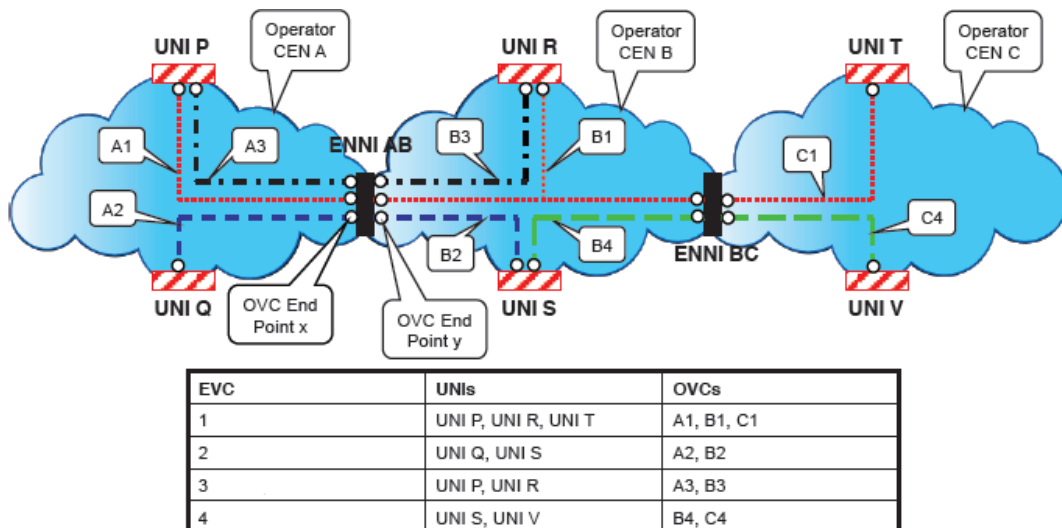 UNI P
Operator
CEN A
UNI R
Operator
CEN B
UNI T
Operator
CEN C
A1
A3
ENNI AB
B3
B1
C1
A2
B2
B4
C4
ENNI BC
UNI Q
OVC End
Point x
OVC End
Point y
UNI S
UNI V
EVC UNIs OVCs
1 UNI P, UNI R, UNI T A1, B1, C1
2 UNI Q, UNI S A2, B2
3 UNI P, UNI R A3, B3
4 UNI S, UNI V B4, C4